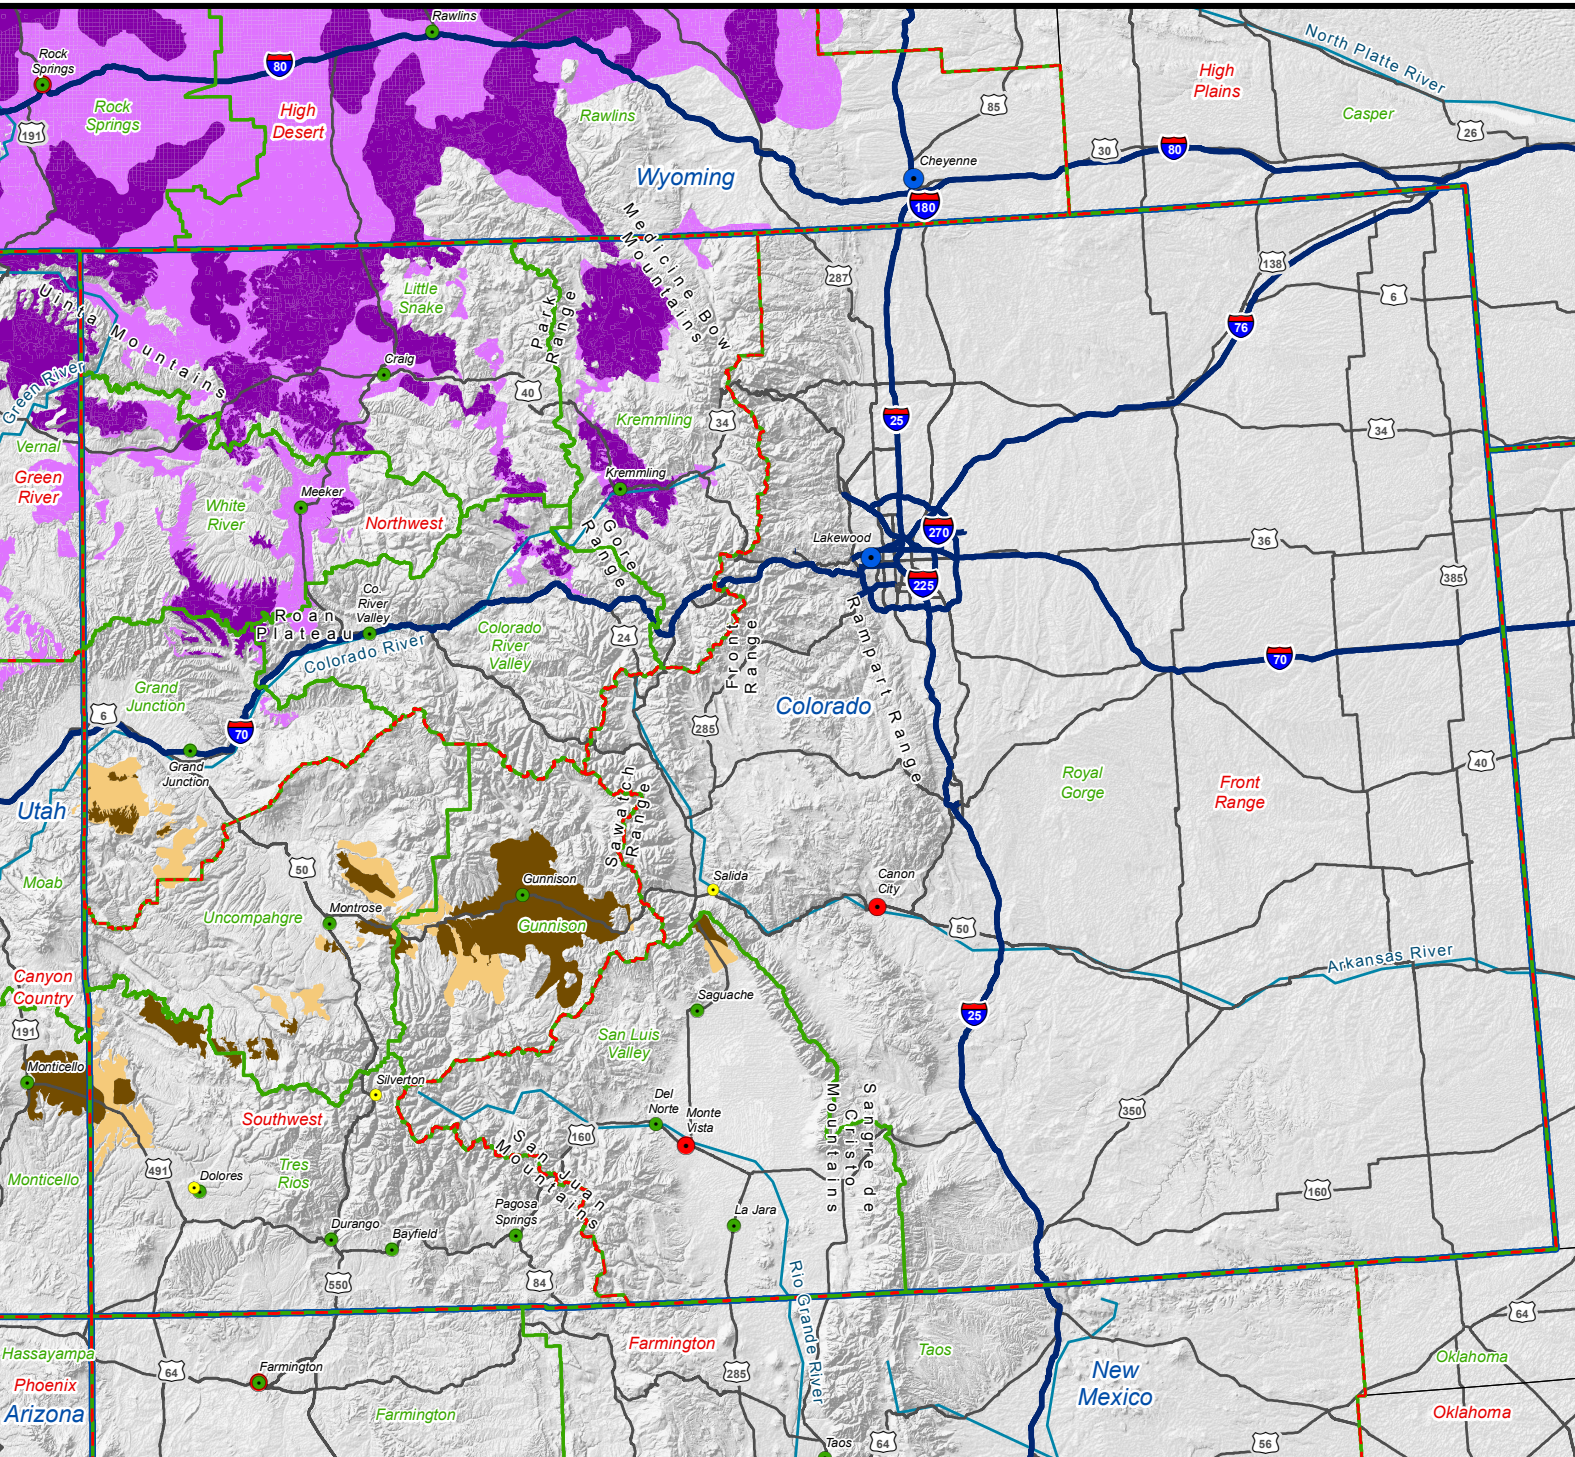 Rawlins
Rock
Springs
80
North Platte River
Rock
Springs
High
Desert
191
Rawlins
85
High
Plains
Casper
26
30
80
Cheyenne
Wyoming
180
Medicine Bow
Mountains
287
138
6
76
Uinta Mountains
Little
Snake
Park
Range
Craig
40
Green River
Kremmling
34
25
34
Vernal
Green
River
Kremmling
White
River
Meeker
Northwest
Gore
Range
Lakewood
270
36
225
385
Co.
River
Valley
Roan
Plateau
Colorado River
Colorado
River
Valley
24
Front
Range
Rampart Range
70
Grand
Junction
6
70
285
Colorado
Grand
Junction
Utah
Sawatch
Range
40
Royal
Gorge
Front
Range
Moab
50
Gunnison
Salida
Canon
City
Uncompahgre
Montrose
Gunnison
50
Arkansas River
Canyon
Country
191
Saguache
25
San Luis
Valley
Monticello
Silverton
Southwest
Del
Norte
Monte
Vista
160
350
Sangre de
Cristo
Mountains
San Juan
Mountains
491
Tres
Rios
Monticello
Dolores
160
Pagosa
Springs
La Jara
Durango
Bayfield
550
84
Rio Grande River
64
Hassayampa
Farmington
Taos
Oklahoma
64
Farmington
285
Phoenix
New
Mexico
Arizona
Farmington
Oklahoma
Taos
64
56